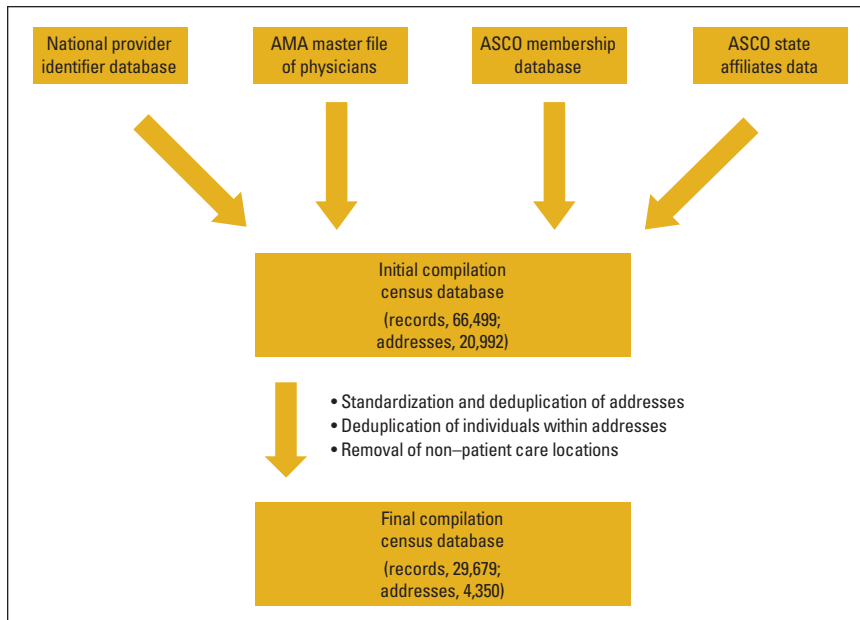 National provider
identifier database
AMA master file
of physicians
ASCO membership
database
ASCO state
affiliates data
Initial compilation
census database
(records, 66,499;
addresses, 20,992)
• Standardization and deduplication of addresses
• Deduplication of individuals within addresses
• Removal of non–patient care locations
Final compilation
census database
(records, 29,679;
addresses, 4,350)